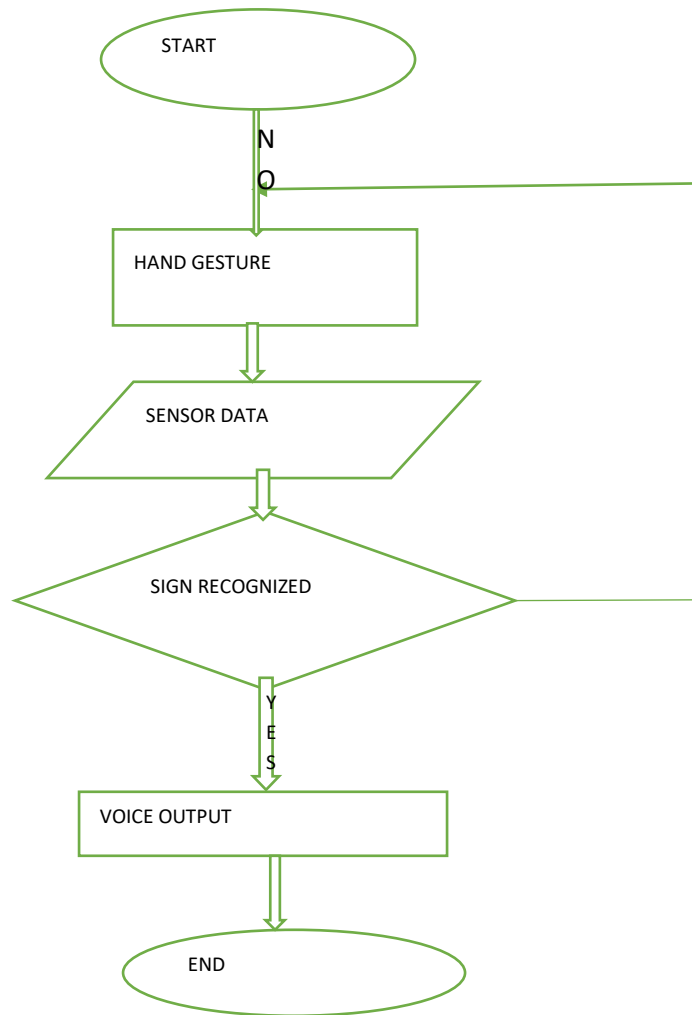 START
N
O
HAND GESTURE
SENSOR DATA
SIGN RECOGNIZED
Y
E
S
VOICE OUTPUT
END